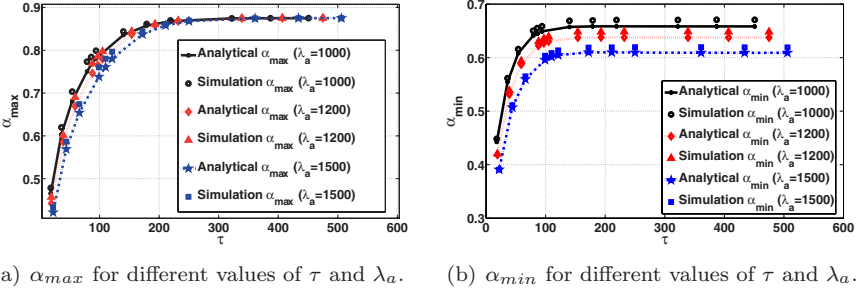 0.9
0.8
0.7
0.6
0.5
α_max
100 200 300 400 500 600
τ
Analytical α_max (λ_a=1000)
Simulation α_max (λ_a=1000)
Analytical α_max (λ_a=1200)
Simulation α_max (λ_a=1200)
Analytical α_max (λ_a=1500)
Simulation α_max (λ_a=1500)
a) α_max for different values of τ and λ_a.
0.7
0.6
0.5
0.4
0.3
α_min
0 100 200 300 400 500 600
τ
Analytical α_min (λ_a=1000)
Simulation α_min (λ_a=1000)
Analytical α_min (λ_a=1200)
Simulation α_min (λ_a=1200)
Analytical α_min (λ_a=1500)
Simulation α_min (λ_a=1500)
(b) α_min for different values of τ and λ_a.